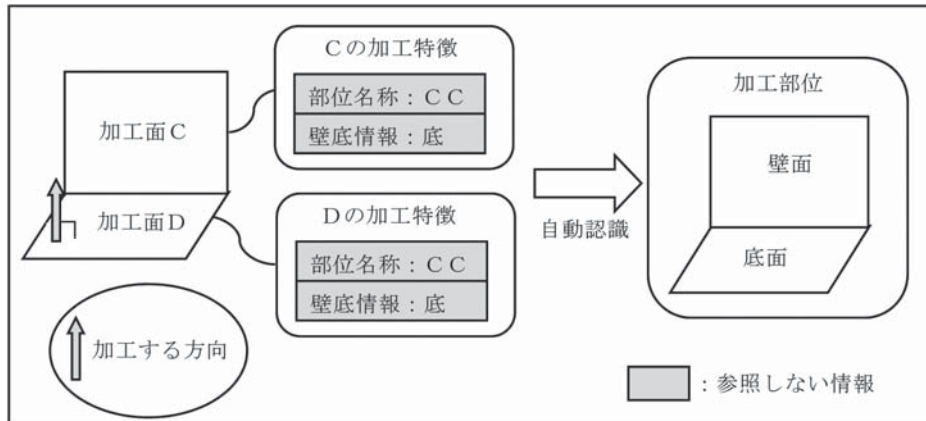 Cの加工特徴
部位名称：CC
壁底情報：底
加工面C
加工面D
Dの加工特徴
部位名称：CC
壁底情報：底
加工する方向
自動認識
加工部位
壁面
底面
：参照しない情報